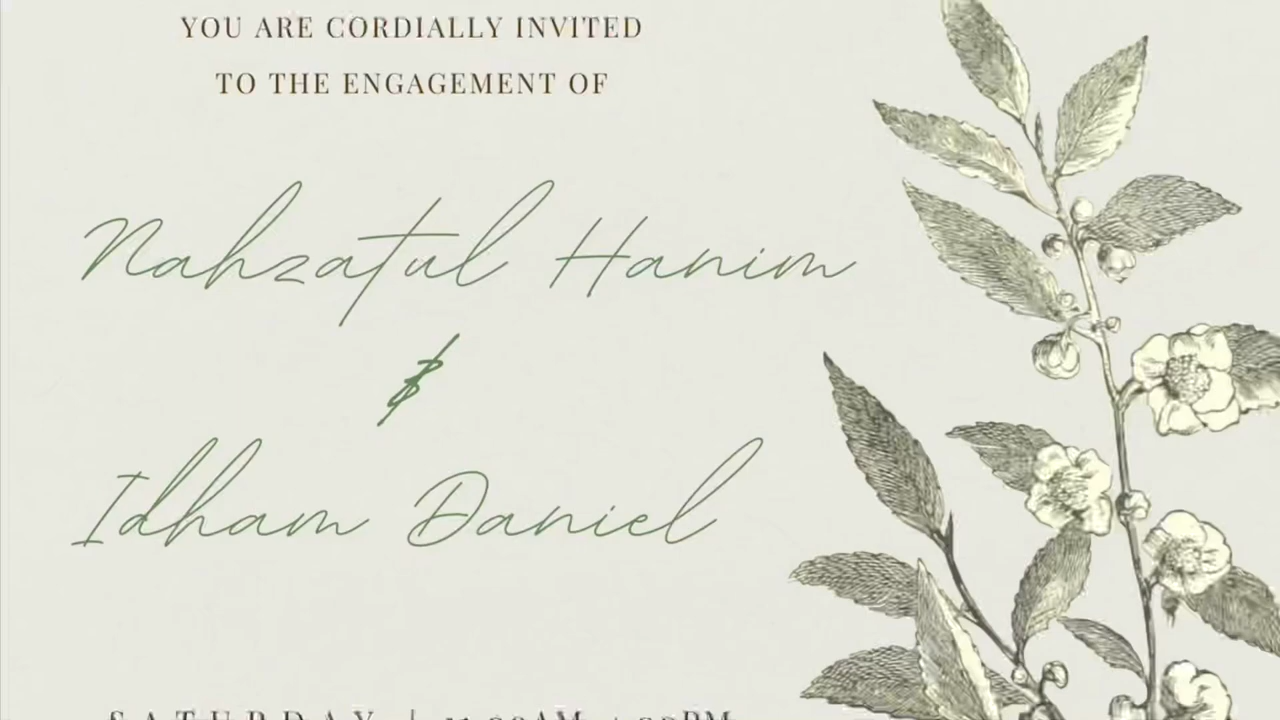 YOU ARE CORDIALLY INVITED
TO THE ENGAGEMENT OF
Nahzatul Hanim
&
Idham Daniel
SATURDAY |